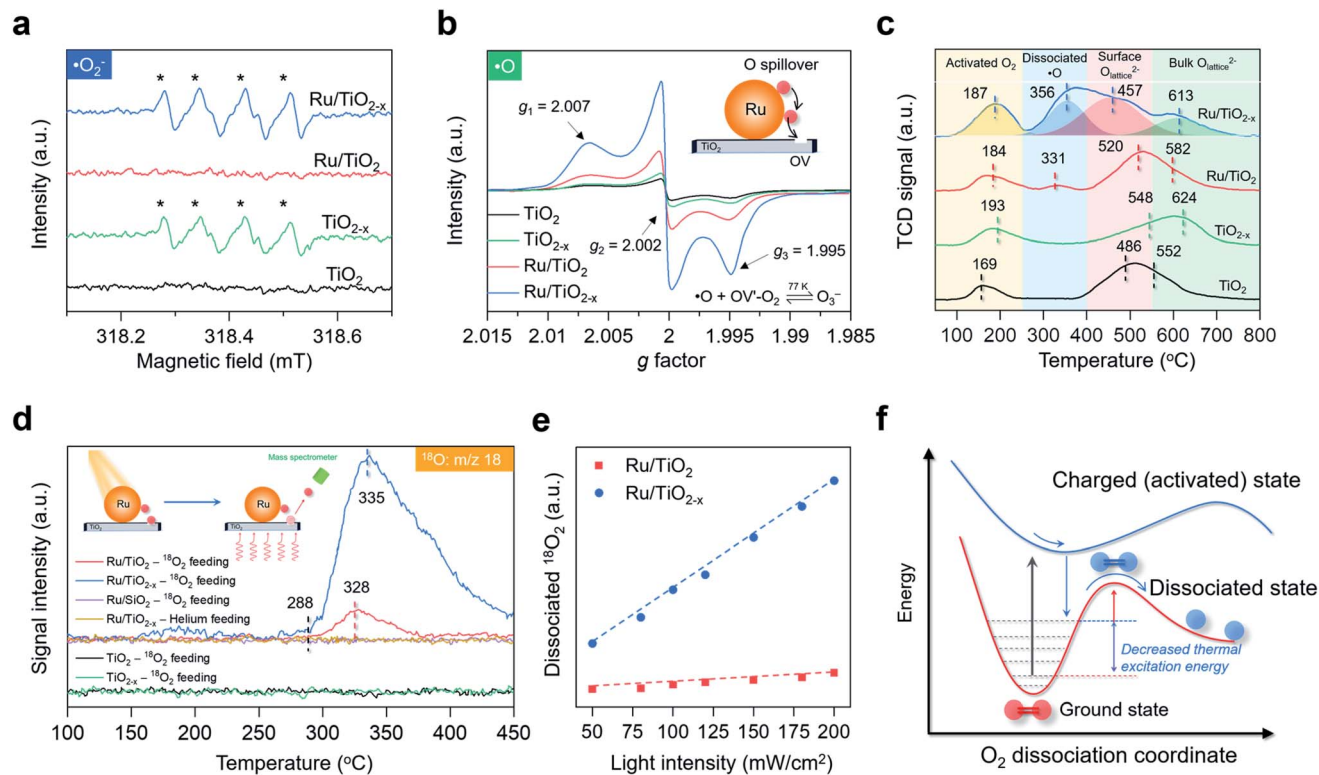 a
•O2-
* * * *
Ru/TiO2-x
Ru/TiO2
* * * *
TiO2-x
TiO2
Intensity (a.u.)
318.2 318.4 318.6
Magnetic field (mT)
b
•O
O spillover
Ru
TiO2
OV
g1 = 2.007
g2 = 2.002
g3 = 1.995
TiO2
TiO2-x
Ru/TiO2
Ru/TiO2-x
•O + OV'-O2 77 K ⇌ O3−
Intensity (a.u.)
2.015 2.01 2.005 2 1.995 1.99 1.985
g factor
c
Activated O2
Dissociated •O
Surface Olattice2-
Bulk Olattice2-
187 356 457 613
Ru/TiO2-x
184 331 520 582
Ru/TiO2
193 548 624
TiO2-x
169 486 552
TiO2
TCD signal (a.u.)
100 200 300 400 500 600 700 800
Temperature (oC)
d
18O: m/z 18
Mass spectrometer
Ru
TiO2
Ru
TiO2
335
328
288
Ru/TiO2 – 18O2 feeding
Ru/TiO2-x – 18O2 feeding
Ru/SiO2 – 18O2 feeding
Ru/TiO2-x – Helium feeding
TiO2 – 18O2 feeding
TiO2-x – 18O2 feeding
Signal intensity (a.u.)
100 150 200 250 300 350 400 450
Temperature (oC)
e
Ru/TiO2
Ru/TiO2-x
Dissociated 18O2 (a.u.)
50 75 100 125 150 175 200
Light intensity (mW/cm2)
f
Charged (activated) state
Dissociated state
Decreased thermal
excitation energy
Ground state
Energy
O2 dissociation coordinate